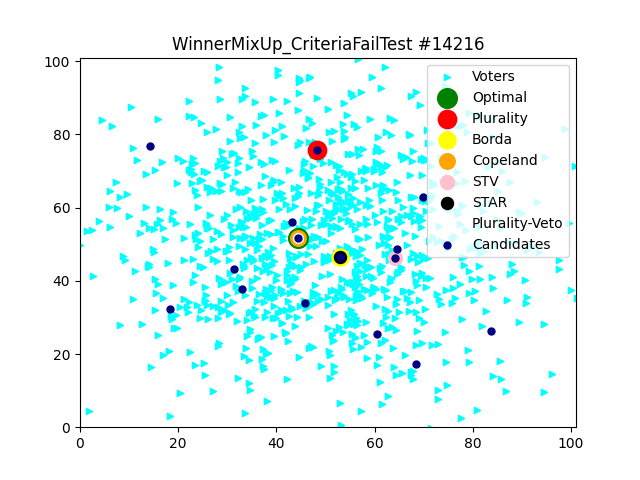 WinnerMixUp_CriteriaFailTest #14216
100
80
60
40
20
0
0
20
40
60
80
100
Voters
Optimal
Plurality
Borda
Copeland
STV
STAR
Plurality-Veto
Candidates